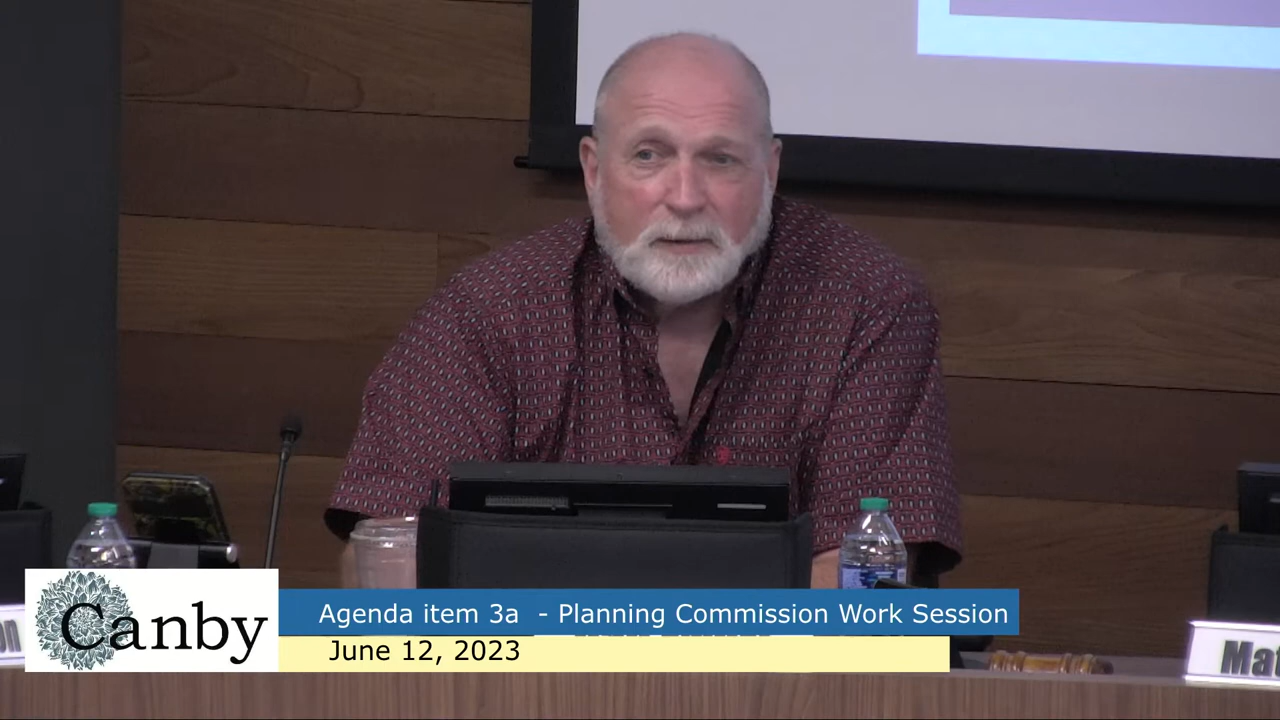 Canby
Agenda item 3a - Planning Commission Work Session
June 12, 2023